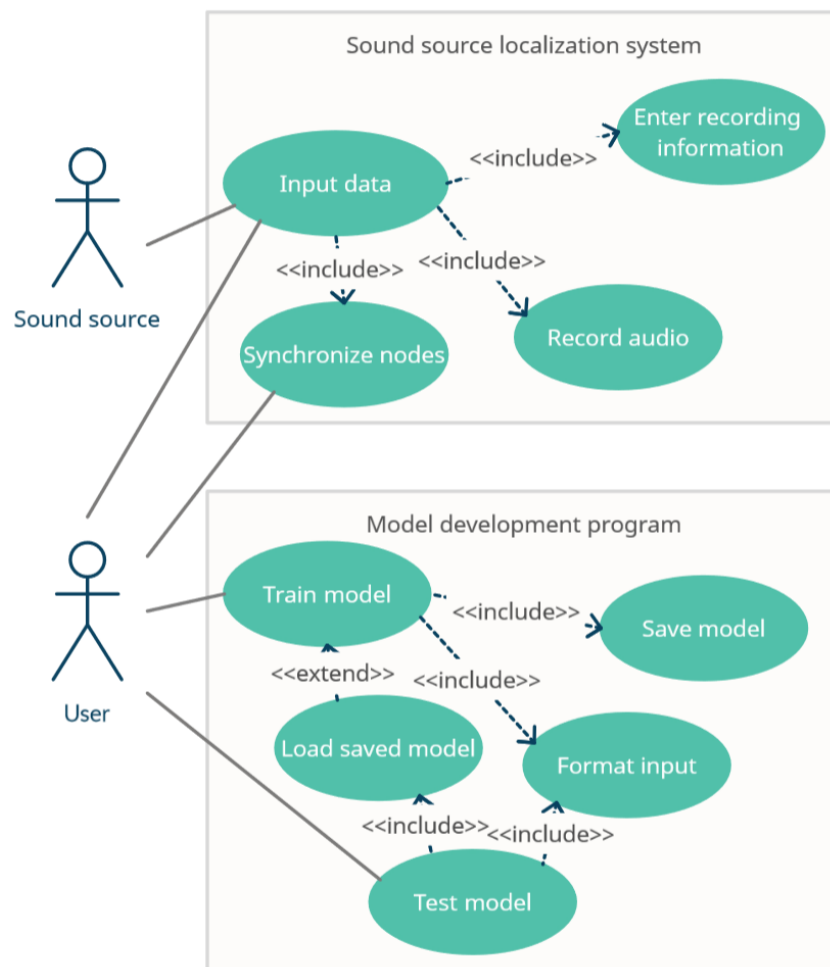 Sound source localization system
Enter recording
information
<<include>>
Input data
<<include>>
<<include>>
Sound source
Record audio
Synchronize nodes
Model development program
Train model
<<include>>
Save model
<<extend>>
<<include>>
User
Load saved model
Format input
<<include>>
<<include>>
Test model